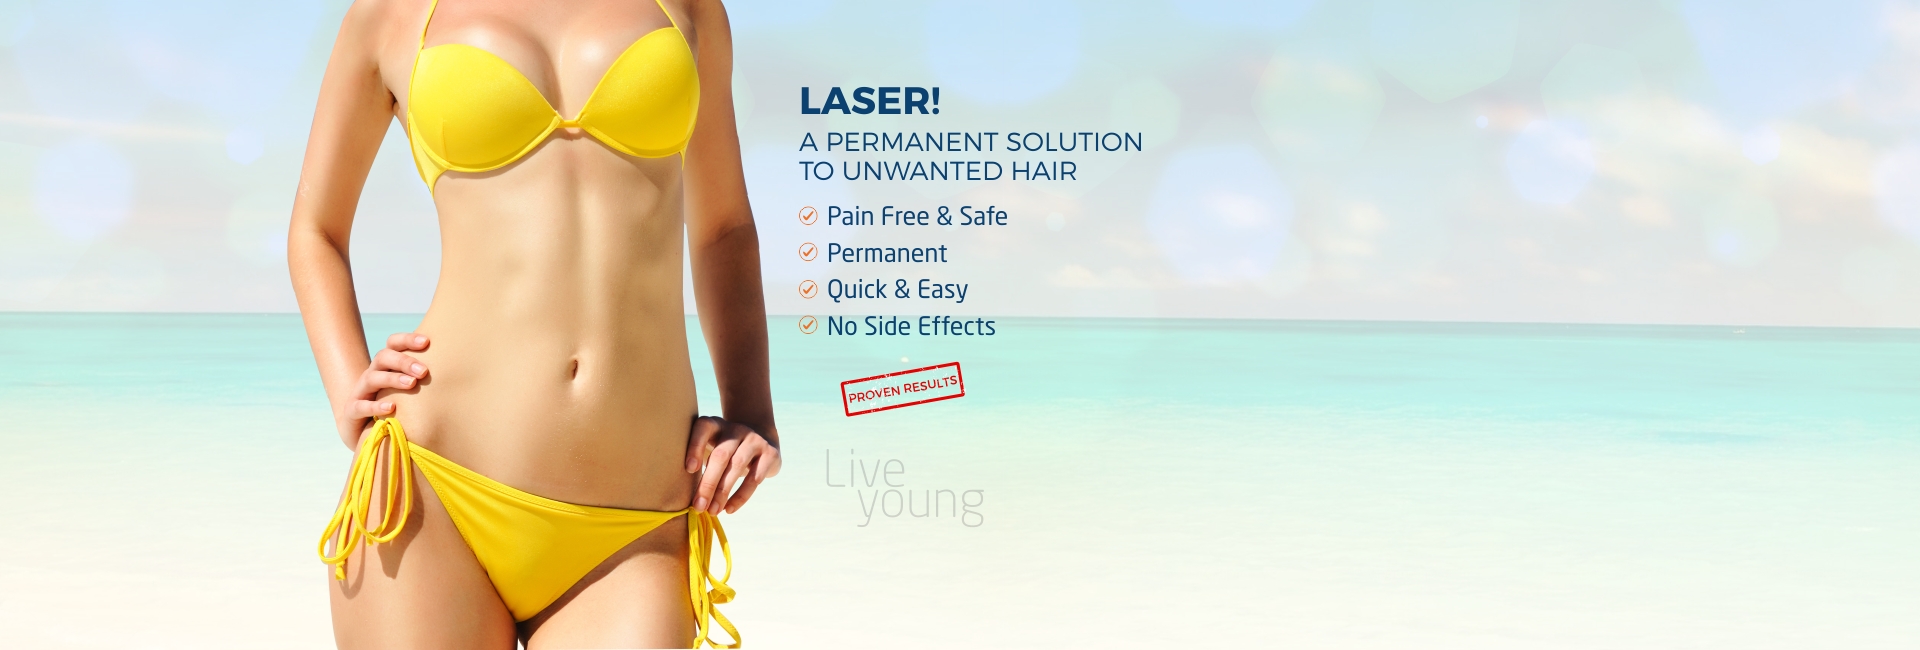 LASER!
A PERMANENT SOLUTION
TO UNWANTED HAIR
Pain Free & Safe
Permanent
Quick & Easy
No Side Effects
PROVEN RESULTS
Live
young